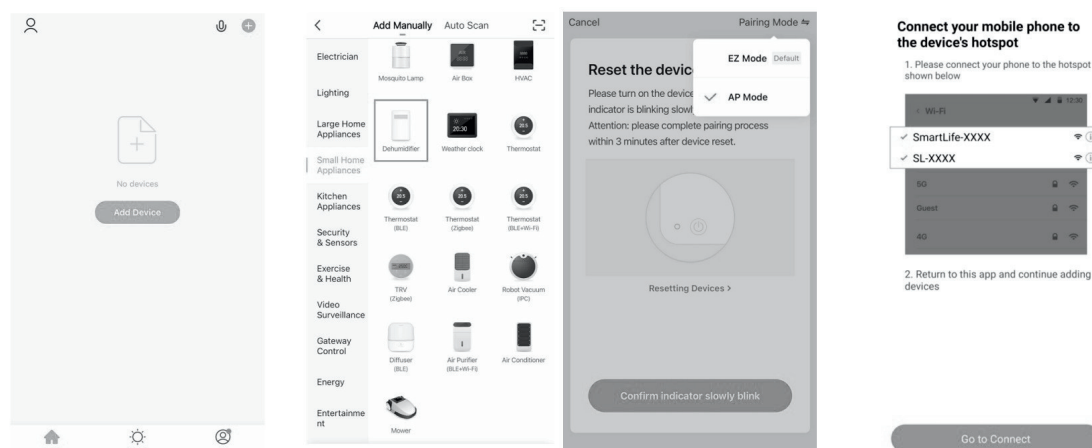 No devices
Add Device
Add Manually Auto Scan
Electrician
Lighting
Large Home
Appliances
Small Home
Appliances
Kitchen
Appliances
Security
& Sensors
Exercise
& Health
Video
Surveillance
Gateway
Control
Energy
Entertainme
nt
Mosquito Lamp Air Box HVAC
20:30
Dehumidifier Weather clock Thermostat
Thermostat
(BLE)
Thermostat
(Zigbee)
Thermostat
(BLE+Wi-Fi)
TRV
(Zigbee)
Air Cooler
Robot Vacuum
(IPC)
Diffuser
(BLE)
Air Purifier
(BLE+Wi-Fi)
Air Conditioner
Mower
Cancel Pairing Mode
EZ Mode Default
AP Mode
Reset the devic
Please turn on the device
indicator is blinking slowl
Attention: please complete pairing process
within 3 minutes after device reset.
Resetting Devices >
Confirm indicator slowly blink
Connect your mobile phone to
the device's hotspot
1. Please connect your phone to the hotspot
shown below
12:30
Wi-Fi
SmartLife-XXXX
SL-XXXX
5G
Guest
4G
2. Return to this app and continue adding
devices
Go to Connect